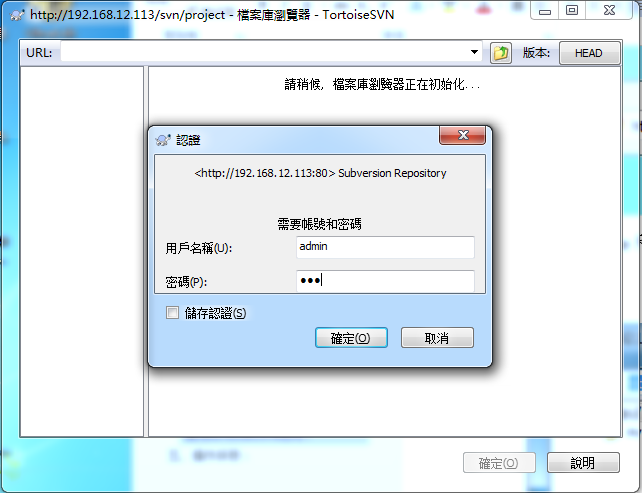 http://192.168.12.113/svn/project - 檔案庫瀏覽器 - TortoiseSVN
URL:
版本:
HEAD
請稍候, 檔案庫瀏覽器正在初始化...
認證
<http://192.168.12.113:80> Subversion Repository
需要帳號和密碼
用戶名稱(U):
admin
密碼(P):
●●●
儲存認證(S)
確定(O)
取消
確定(O)
說明